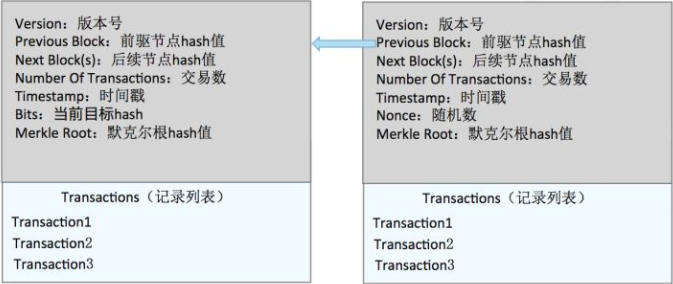 Version：版本号
Previous Block：前驱节点hash值
Next Block(s)：后续节点hash值
Number Of Transactions：交易数
Timestamp：时间戳
Bits：当前目标hash
Merkle Root：默克尔根hash值
Transactions（记录列表）
Transaction1
Transaction2
Transaction3
Version：版本号
Previous Block：前驱节点hash值
Next Block(s)：后续节点hash值
Number Of Transactions：交易数
Timestamp：时间戳
Nonce：随机数
Merkle Root：默克尔根hash值
Transactions（记录列表）
Transaction1
Transaction2
Transaction3